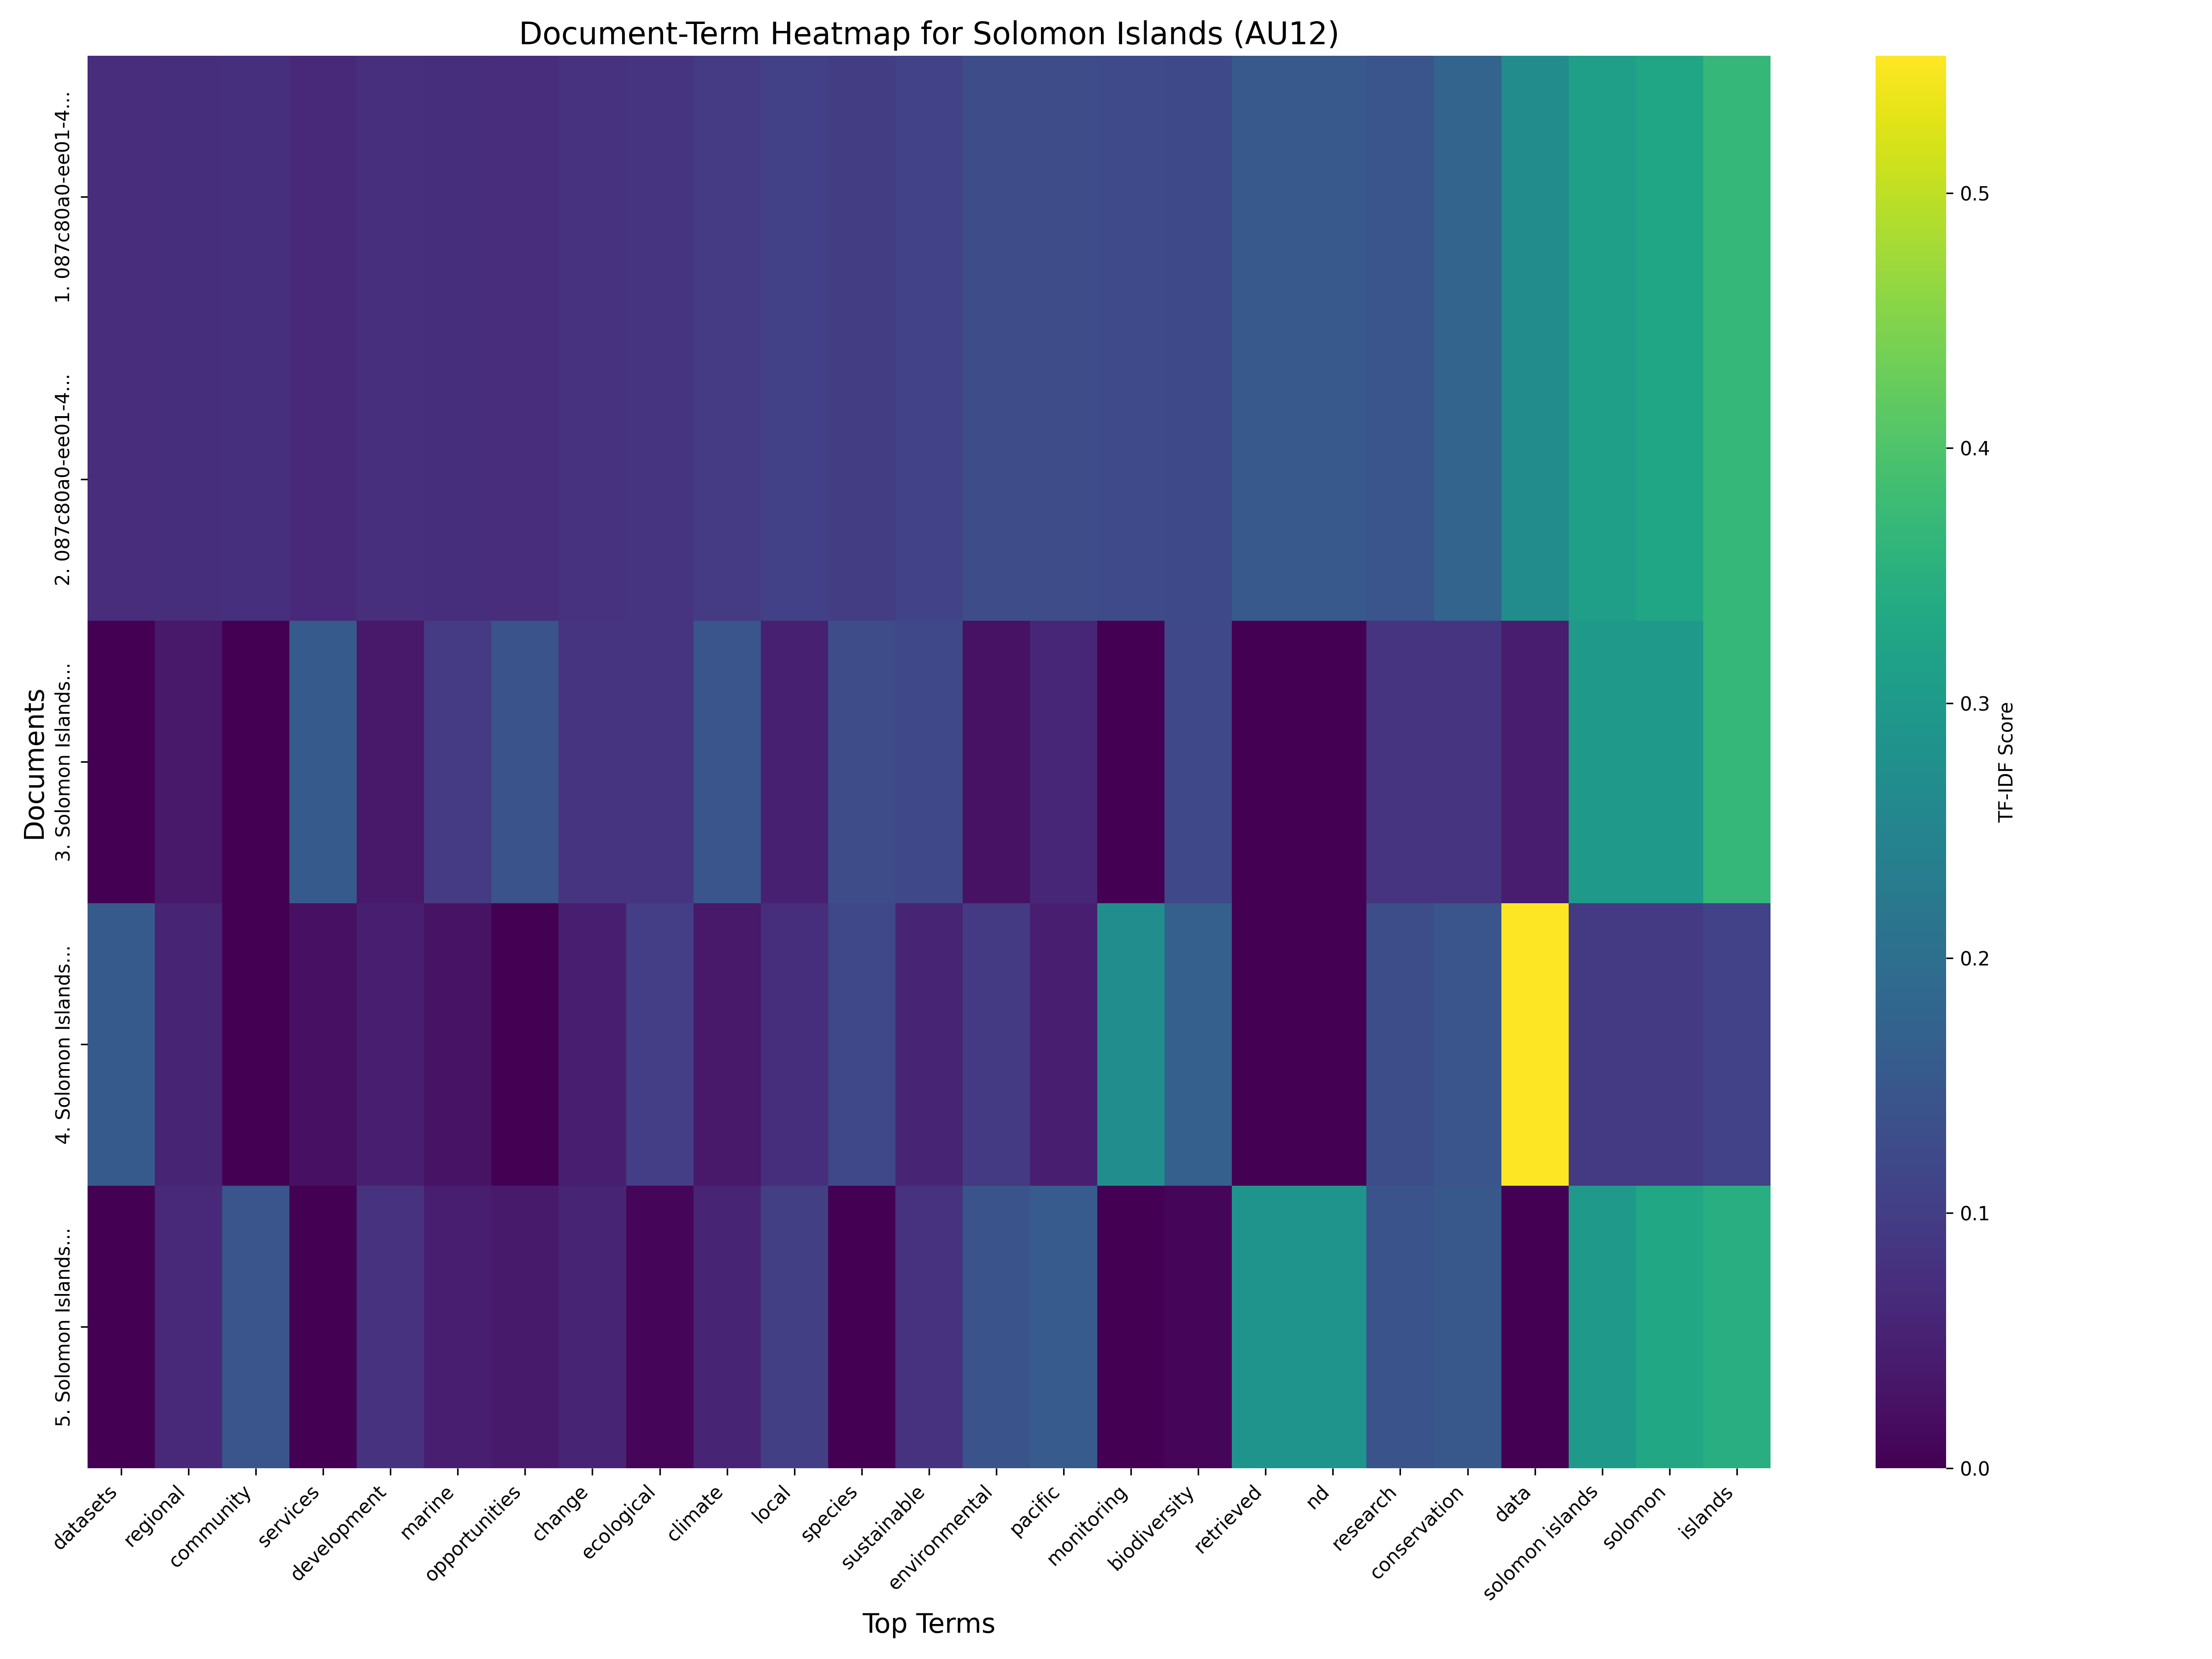 Document-Term Heatmap for Solomon Islands (AU12)
Documents
1. 087c80a0-ee01-4...
2. 087c80a0-ee01-4...
3. Solomon Islands...
4. Solomon Islands...
5. Solomon Islands...
datasets
regional
community
services
development
marine
opportunities
change
ecological
climate
local
species
sustainable
environmental
pacific
monitoring
biodiversity
retrieved
nd
research
conservation
data
solomon islands
solomon
islands
Top Terms
0.5
0.4
0.3
0.2
0.1
0.0
TF-IDF Score